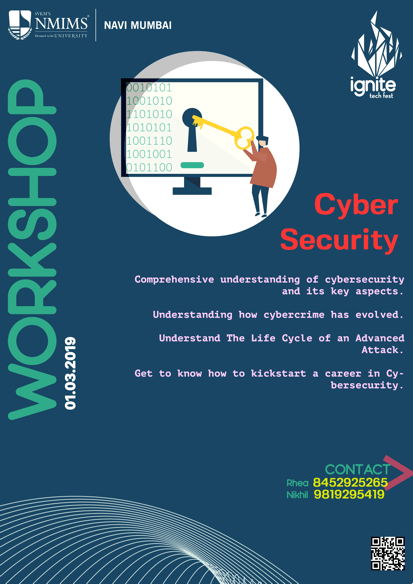 SVKM'S
NMIMS
Deemed to be UNIVERSITY
NAVI MUMBAI
ignite
tech fest
WORKSHOP
01.03.2019
0010101
1001010
1101010
1010101
1001110
1001001
0101100
Cyber
Security
Comprehensive understanding of cybersecurity
and its key aspects.
Understanding how cybercrime has evolved.
Understand The Life Cycle of an Advanced
Attack.
Get to know how to kickstart a career in Cy-
bersecurity.
CONTACT
Rhea 8452925265
Nikhil 9819295419